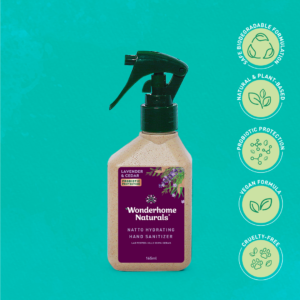 SAFE BIODEGRADABLE FORMULATION
NATURAL & PLANT-BASED
PROBIOTIC PROTECTION
VEGAN FORMULA
CRUELTY-FREE
LAVENDER
& CEDAR
Wonderhome
Naturals
NATTO HYDRATING
HAND SANITIZER